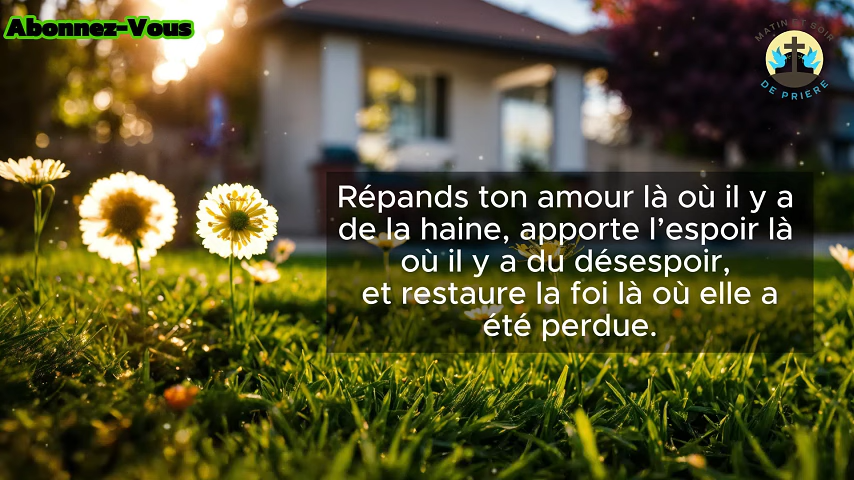 Abonnez-Vous
MATIN ET SOIR
DE PRIERE
Répands ton amour là où il y a
de la haine, apporte l’espoir là
où il y a du désespoir,
et restaure la foi là où elle a
été perdue.